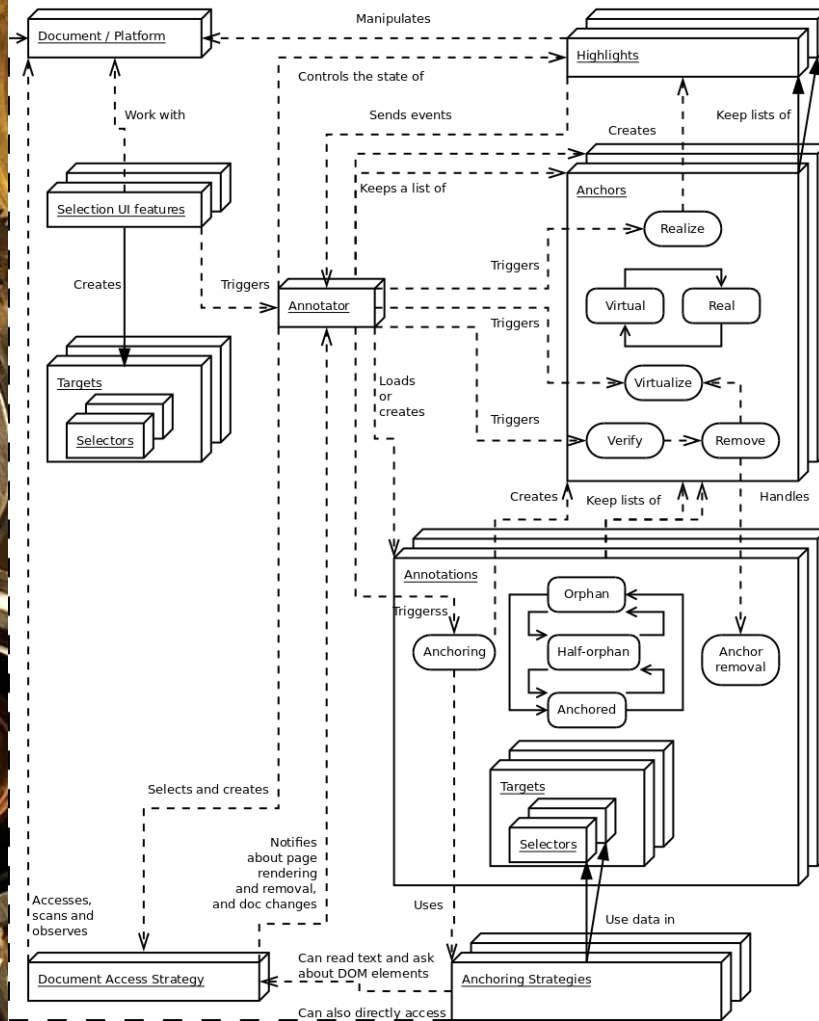 Manipulates
Document / Platform
Highlights
Controls the state of
Work with
Sends events
Creates
Keep lists of
Keeps a list of
Anchors
Selection UI features
Realize
Triggers
Creates
Triggers
Annotator
Virtual
Real
Triggers
Targets
Loads
or
creates
Virtualize
Selectors
Triggers
Verify
Remove
Creates
Keep lists of
Handles
Annotations
Orphan
Triggerss
Anchoring
Half-orphan
Anchor
removal
Anchored
Selects and creates
Targets
Notifies
about page
rendering
and removal,
and doc changes
Selectors
Accesses,
scans and
observes
Uses
Use data in
Can read text and ask
about DOM elements
Document Access Strategy
Anchoring Strategies
Can also directly access